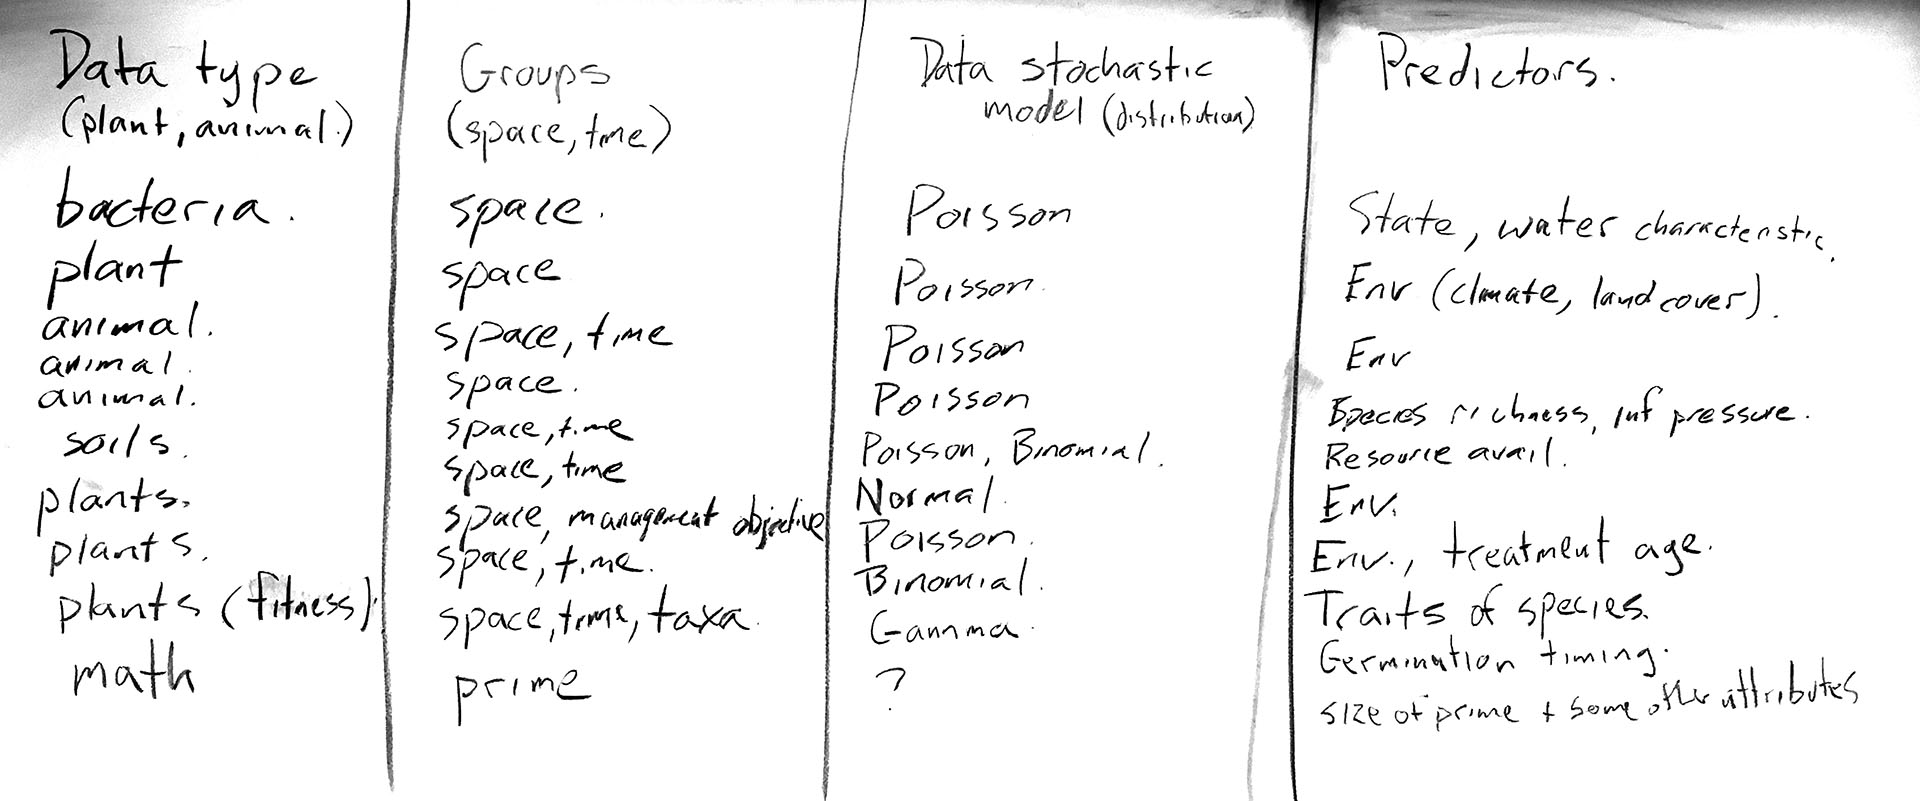 Data type
(plant, animal.)
bacteria.
plant
animal.
animal.
animal.
soils.
plants.
plants.
plants (fitness).
math
Groups
(space, time)
space.
space
space, time
space.
space, time
space, time
space, management objective
space, time.
space, time, taxa.
prime
Data stochastic
model (distribution)
Poisson
Poisson.
Poisson
Poisson
Poisson, Binomial.
Normal.
Poisson.
Binomial.
Gamma.
?
Predictors.
State, water characteristic.
Env (climate, land cover).
Env
Species richness, inf pressure.
Resource avail.
Env.
Env., treatment age.
Traits of species.
Germination timing.
size of prime + some other attributes